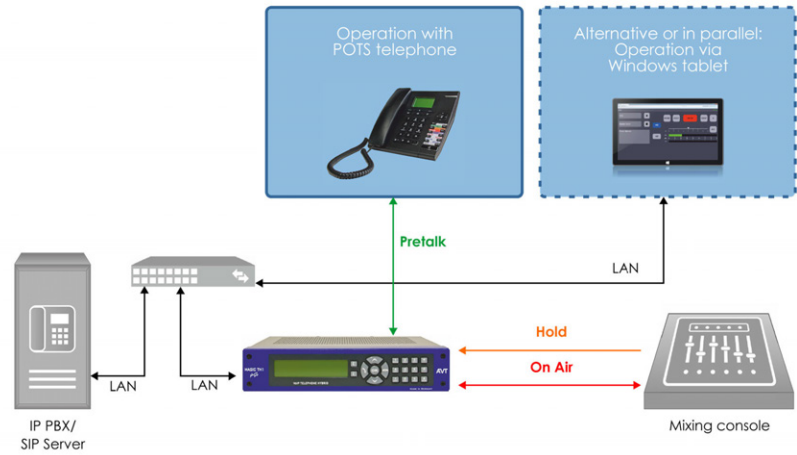 Operation with
POTS telephone
Alternative or in parallel:
Operation via
Windows tablet
Pretalk
LAN
Hold
On Air
LAN
LAN
AVT
IP PBX/
SIP Server
Mixing console